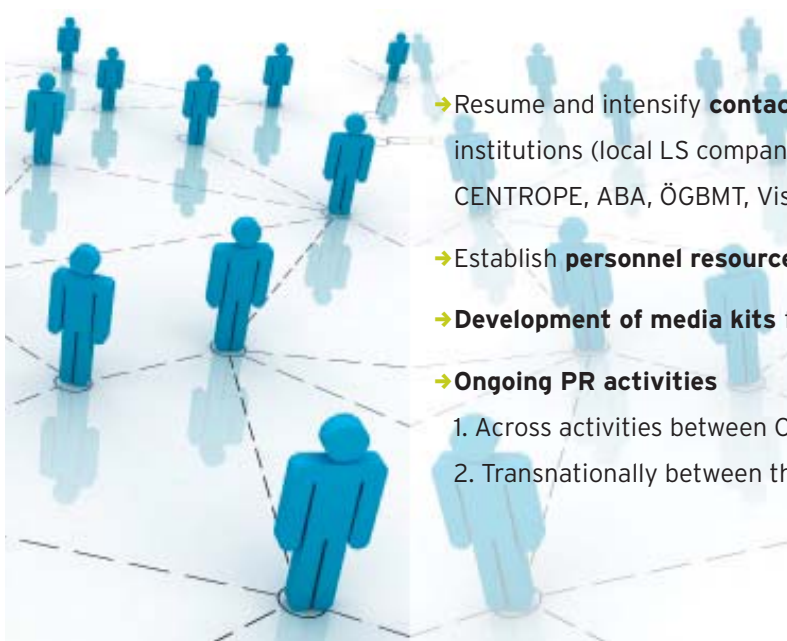 →Resume and intensify contac
institutions (local LS compan
CENTROPE, ABA, ÖGBMT, Vis
→Establish personnel resource
→Development of media kits f
→Ongoing PR activities
1. Across activities between C
2. Transnationally between th